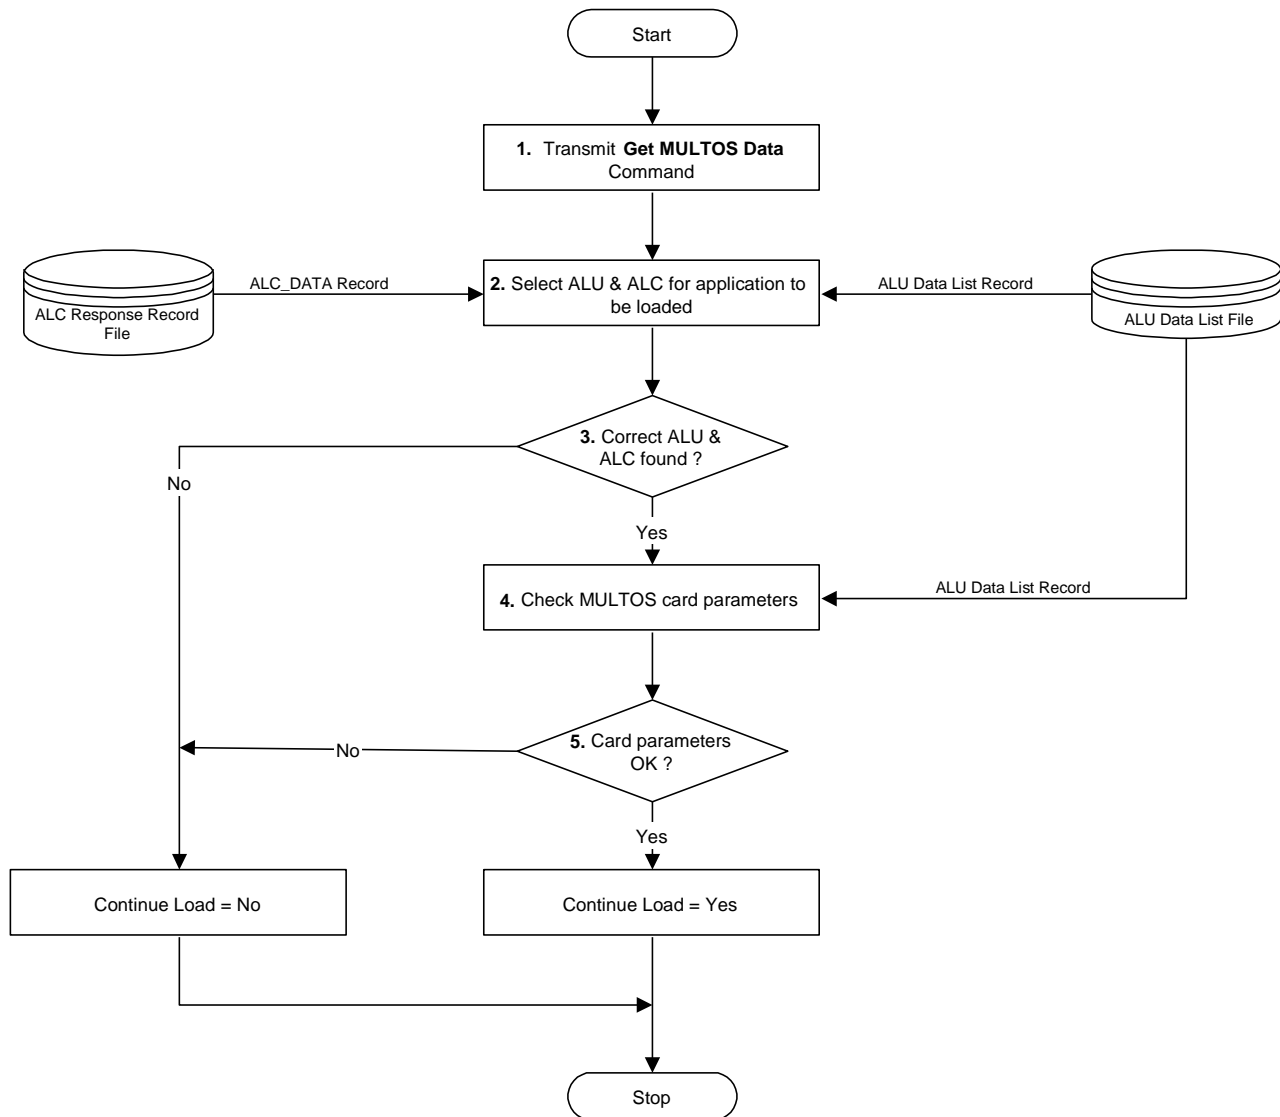 Start
1. Transmit Get MULTOS Data
Command
ALC_DATA Record
2. Select ALU & ALC for application to
be loaded
ALU Data List Record
ALC Response Record
File
ALU Data List File
3. Correct ALU &
ALC found ?
No
Yes
4. Check MULTOS card parameters
ALU Data List Record
5. Card parameters
OK ?
No
Yes
Continue Load = No
Continue Load = Yes
Stop